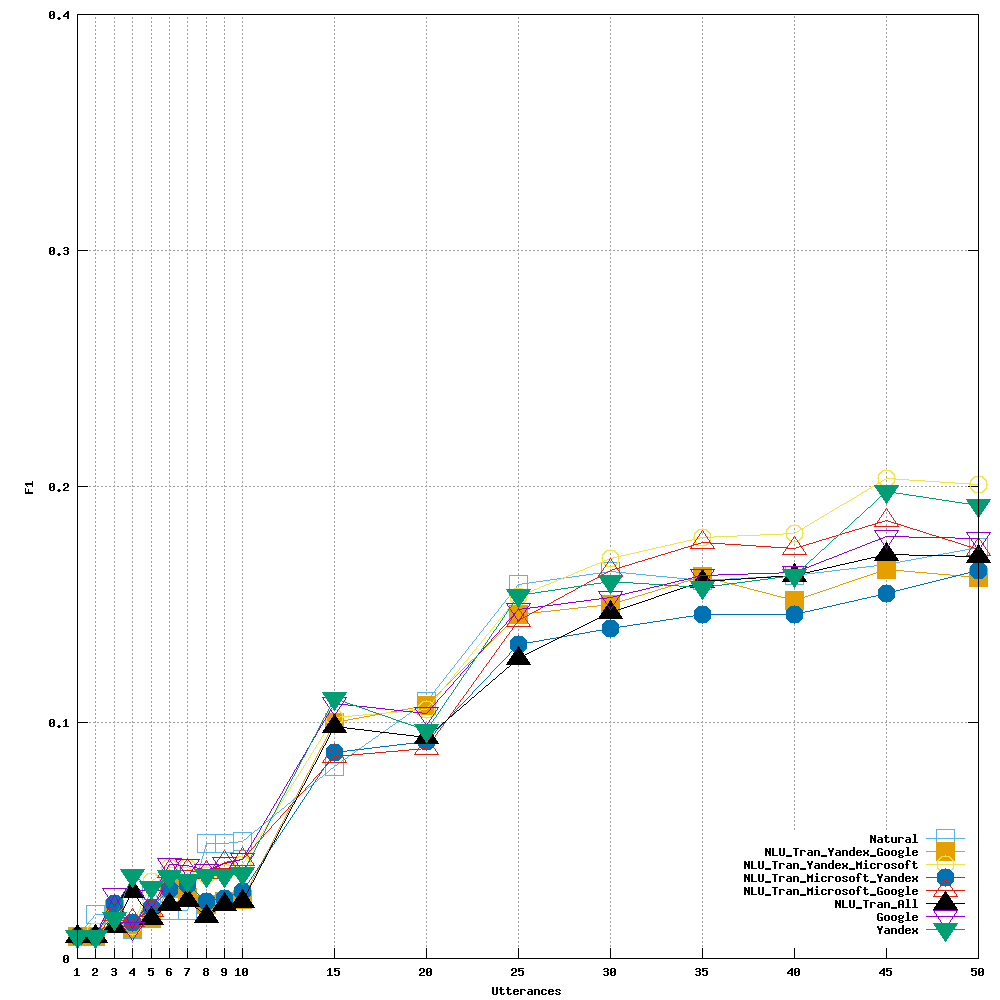 0.4
0.3
0.2
0.1
0
F1
1 2 3 4 5 6 7 8 9 10 15 20 25 30 35 40 45 50
Utterances
Natural
NLU_Tran_Yandex_Google
NLU_Tran_Yandex_Microsoft
NLU_Tran_Microsoft_Yandex
NLU_Tran_Microsoft_Google
NLU_Tran_All
Google
Yandex